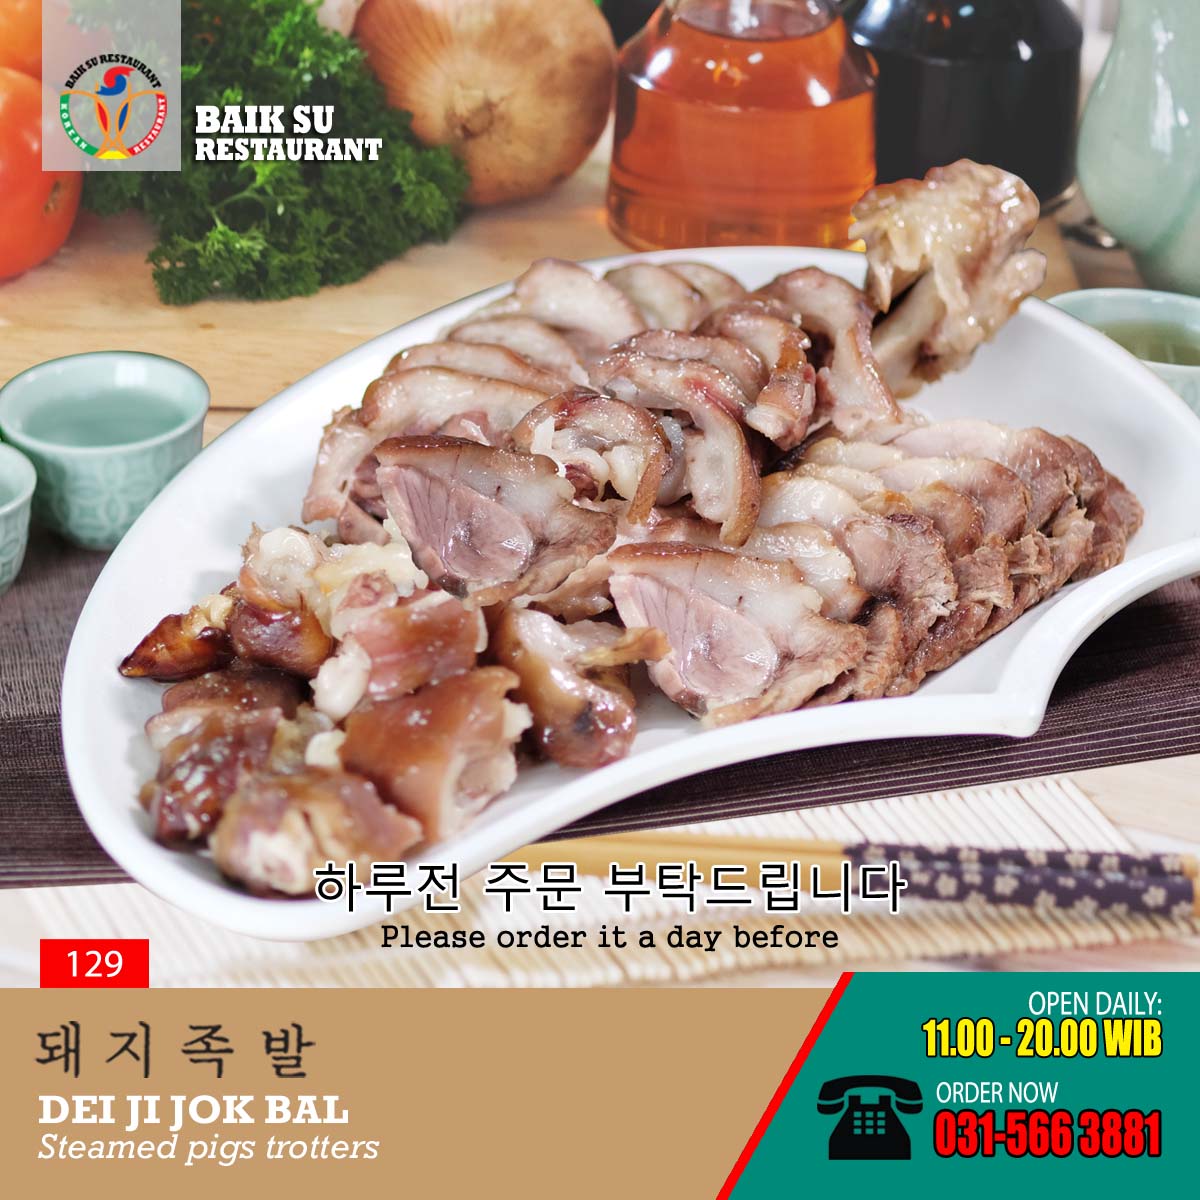 BAIK SU RESTAURANT
KOREAN
RESTAURANT
BAIK SU
RESTAURANT
하루전 주문 부탁드립니다
Please order it a day before
129
돼지족발
DEI JI JOK BAL
Steamed pigs trotters
OPEN DAILY:
11.00 - 20.00 WIB
ORDER NOW
031-566 3881